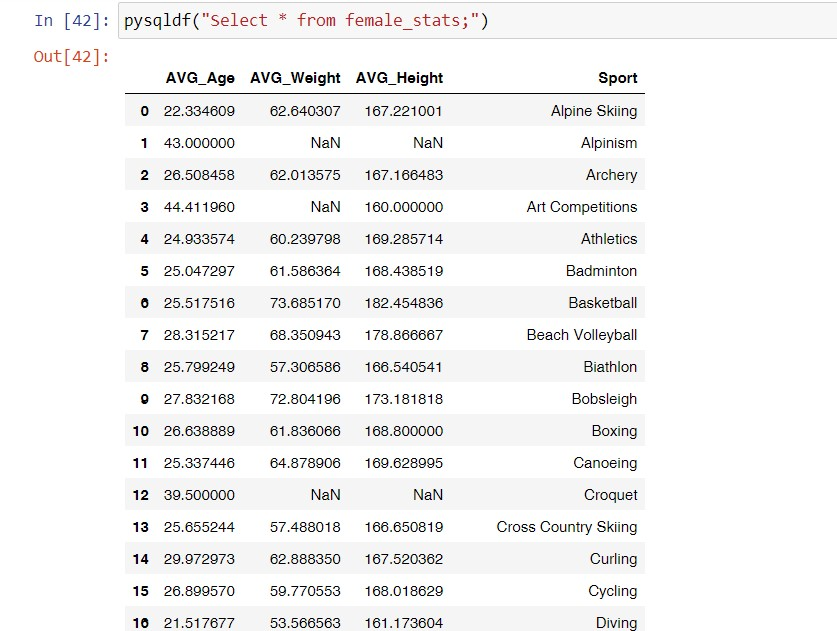 In [42]: pysqldf("Select * from female_stats;")
Out[42]:
AVG_Age AVG_Weight AVG_Height Sport
0 22.334609 62.640307 167.221001 Alpine Skiing
1 43.000000 NaN NaN Alpinism
2 26.508458 62.013575 167.166483 Archery
3 44.411960 NaN 160.000000 Art Competitions
4 24.933574 60.239798 169.285714 Athletics
5 25.047297 61.586364 168.438519 Badminton
6 25.517516 73.685170 182.454836 Basketball
7 28.315217 68.350943 178.866667 Beach Volleyball
8 25.799249 57.306586 166.540541 Biathlon
9 27.832168 72.804196 173.181818 Bobsleigh
10 26.638889 61.836066 168.800000 Boxing
11 25.337446 64.878906 169.628995 Canoeing
12 39.500000 NaN NaN Croquet
13 25.655244 57.488018 166.650819 Cross Country Skiing
14 29.972973 62.888350 167.520362 Curling
15 26.899570 59.770553 168.018629 Cycling
16 21.517677 53.566563 161.173604 Diving